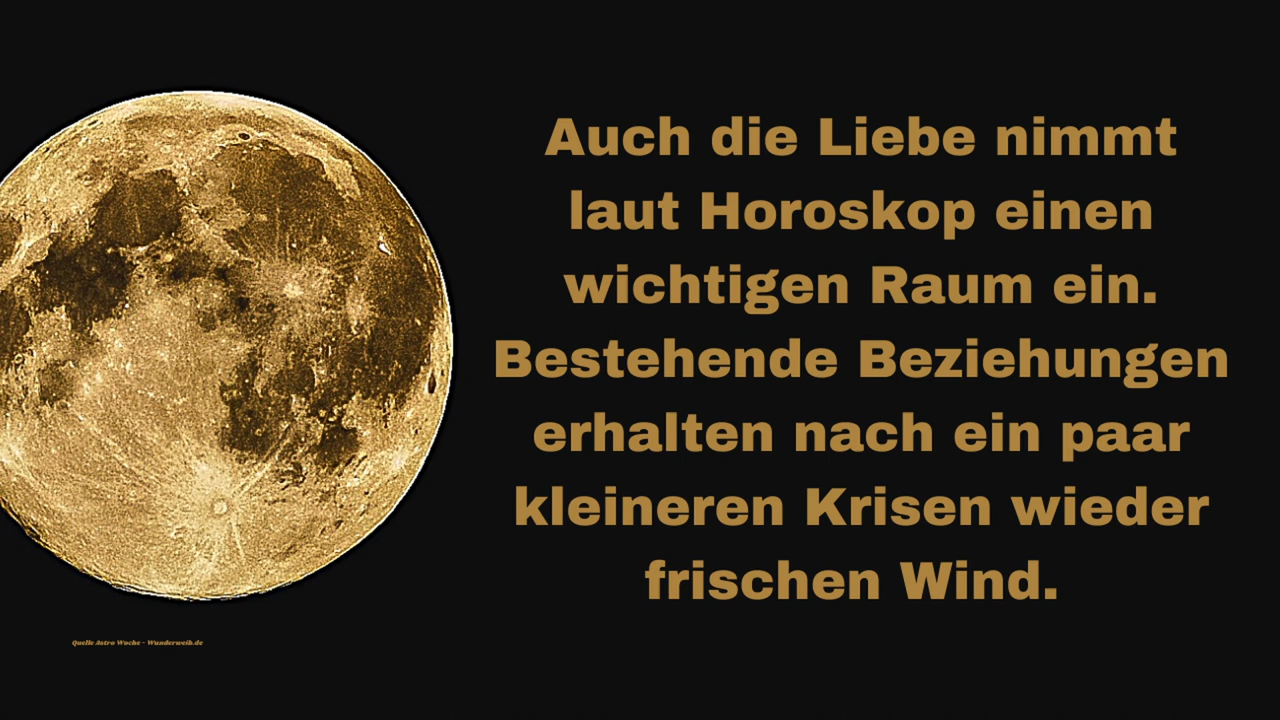 Auch die Liebe nimmt
laut Horoskop einen
wichtigen Raum ein.
Bestehende Beziehungen
erhalten nach ein paar
kleineren Krisen wieder
frischen Wind.
Quelle Astro Woche - Wunderweib.de